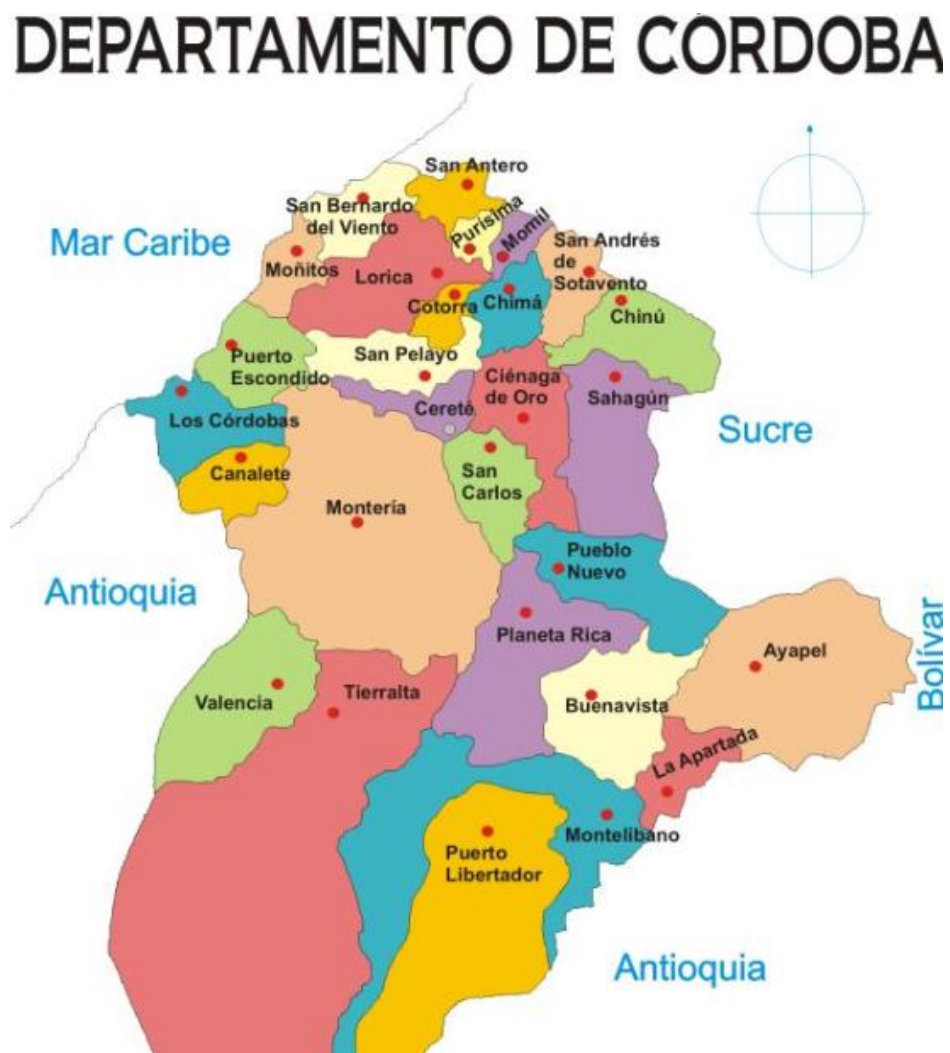 DEPARTAMENTO DE CÓRDOBA
San Antero
San Bernardo
del Viento
Purísima
Momil
Mar Caribe
Moñitos
Lorica
San Andrés
de
Sotavento
Cotorra
Chimá
Chinú
Puerto
Escondido
San Pelayo
Ciénaga
de Oro
Sahagún
Cereté
Los Córdobas
Sucre
Canalete
San
Carlos
Montería
Pueblo
Nuevo
Antioquia
Planeta Rica
Ayapel
Bolívar
Valencia
Tierralta
Buenavista
La Apartada
Montelíbano
Puerto
Libertador
Antioquia